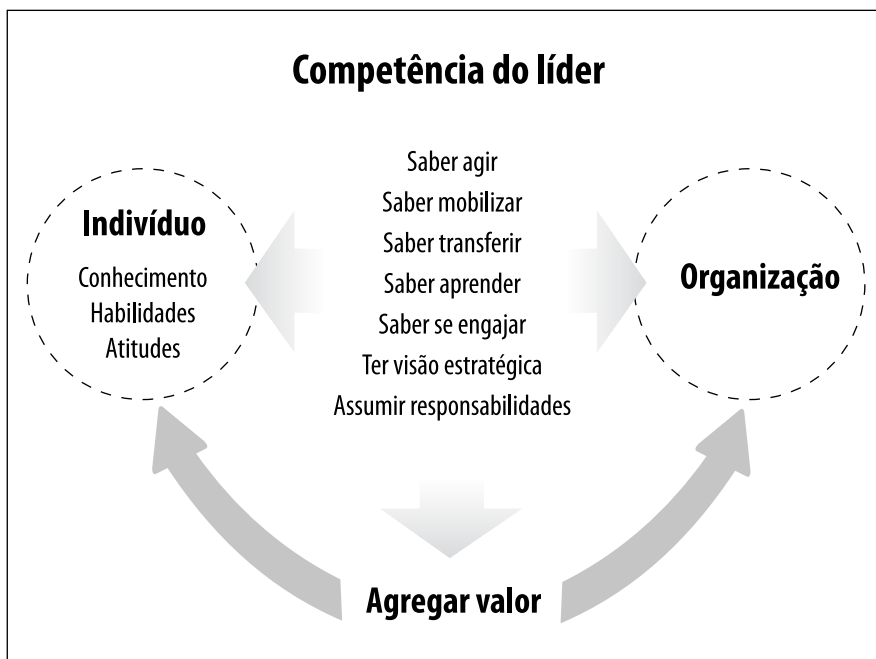 Competência do líder
Indivíduo
Conhecimento
Habilidades
Atitudes
Saber agir
Saber mobilizar
Saber transferir
Saber aprender
Saber se engajar
Ter visão estratégica
Assumir responsabilidades
Organização
Agregar valor